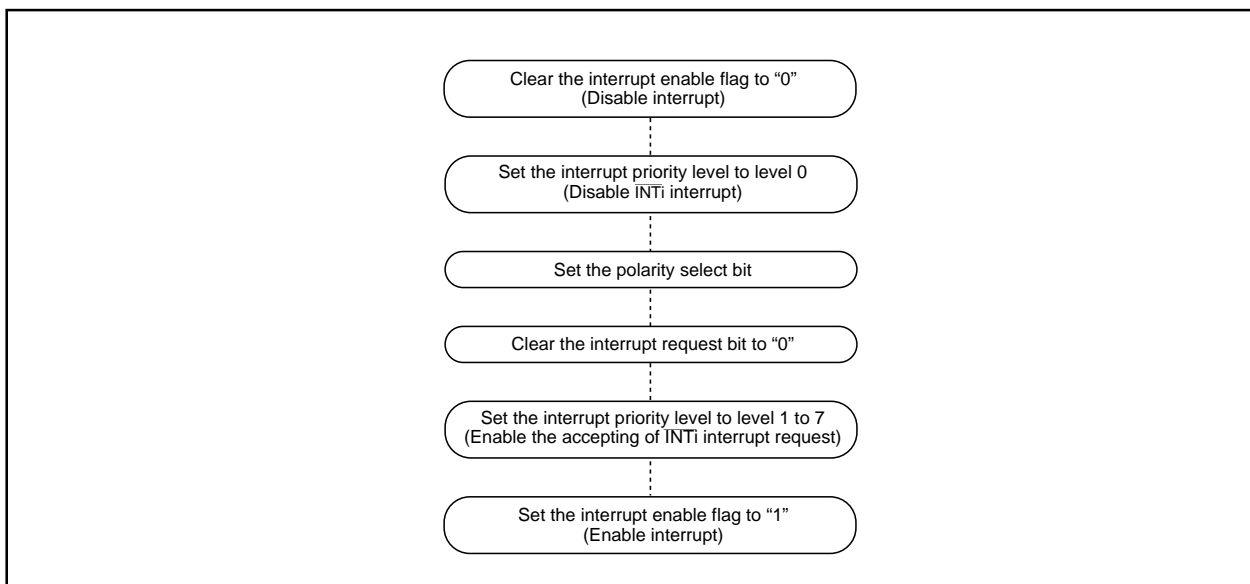 Clear the interrupt enable flag to “0”
(Disable interrupt)
Set the interrupt priority level to level 0
(Disable INTi interrupt)
Set the polarity select bit
Clear the interrupt request bit to “0”
Set the interrupt priority level to level 1 to 7
(Enable the accepting of INTi interrupt request)
Set the interrupt enable flag to “1”
(Enable interrupt)